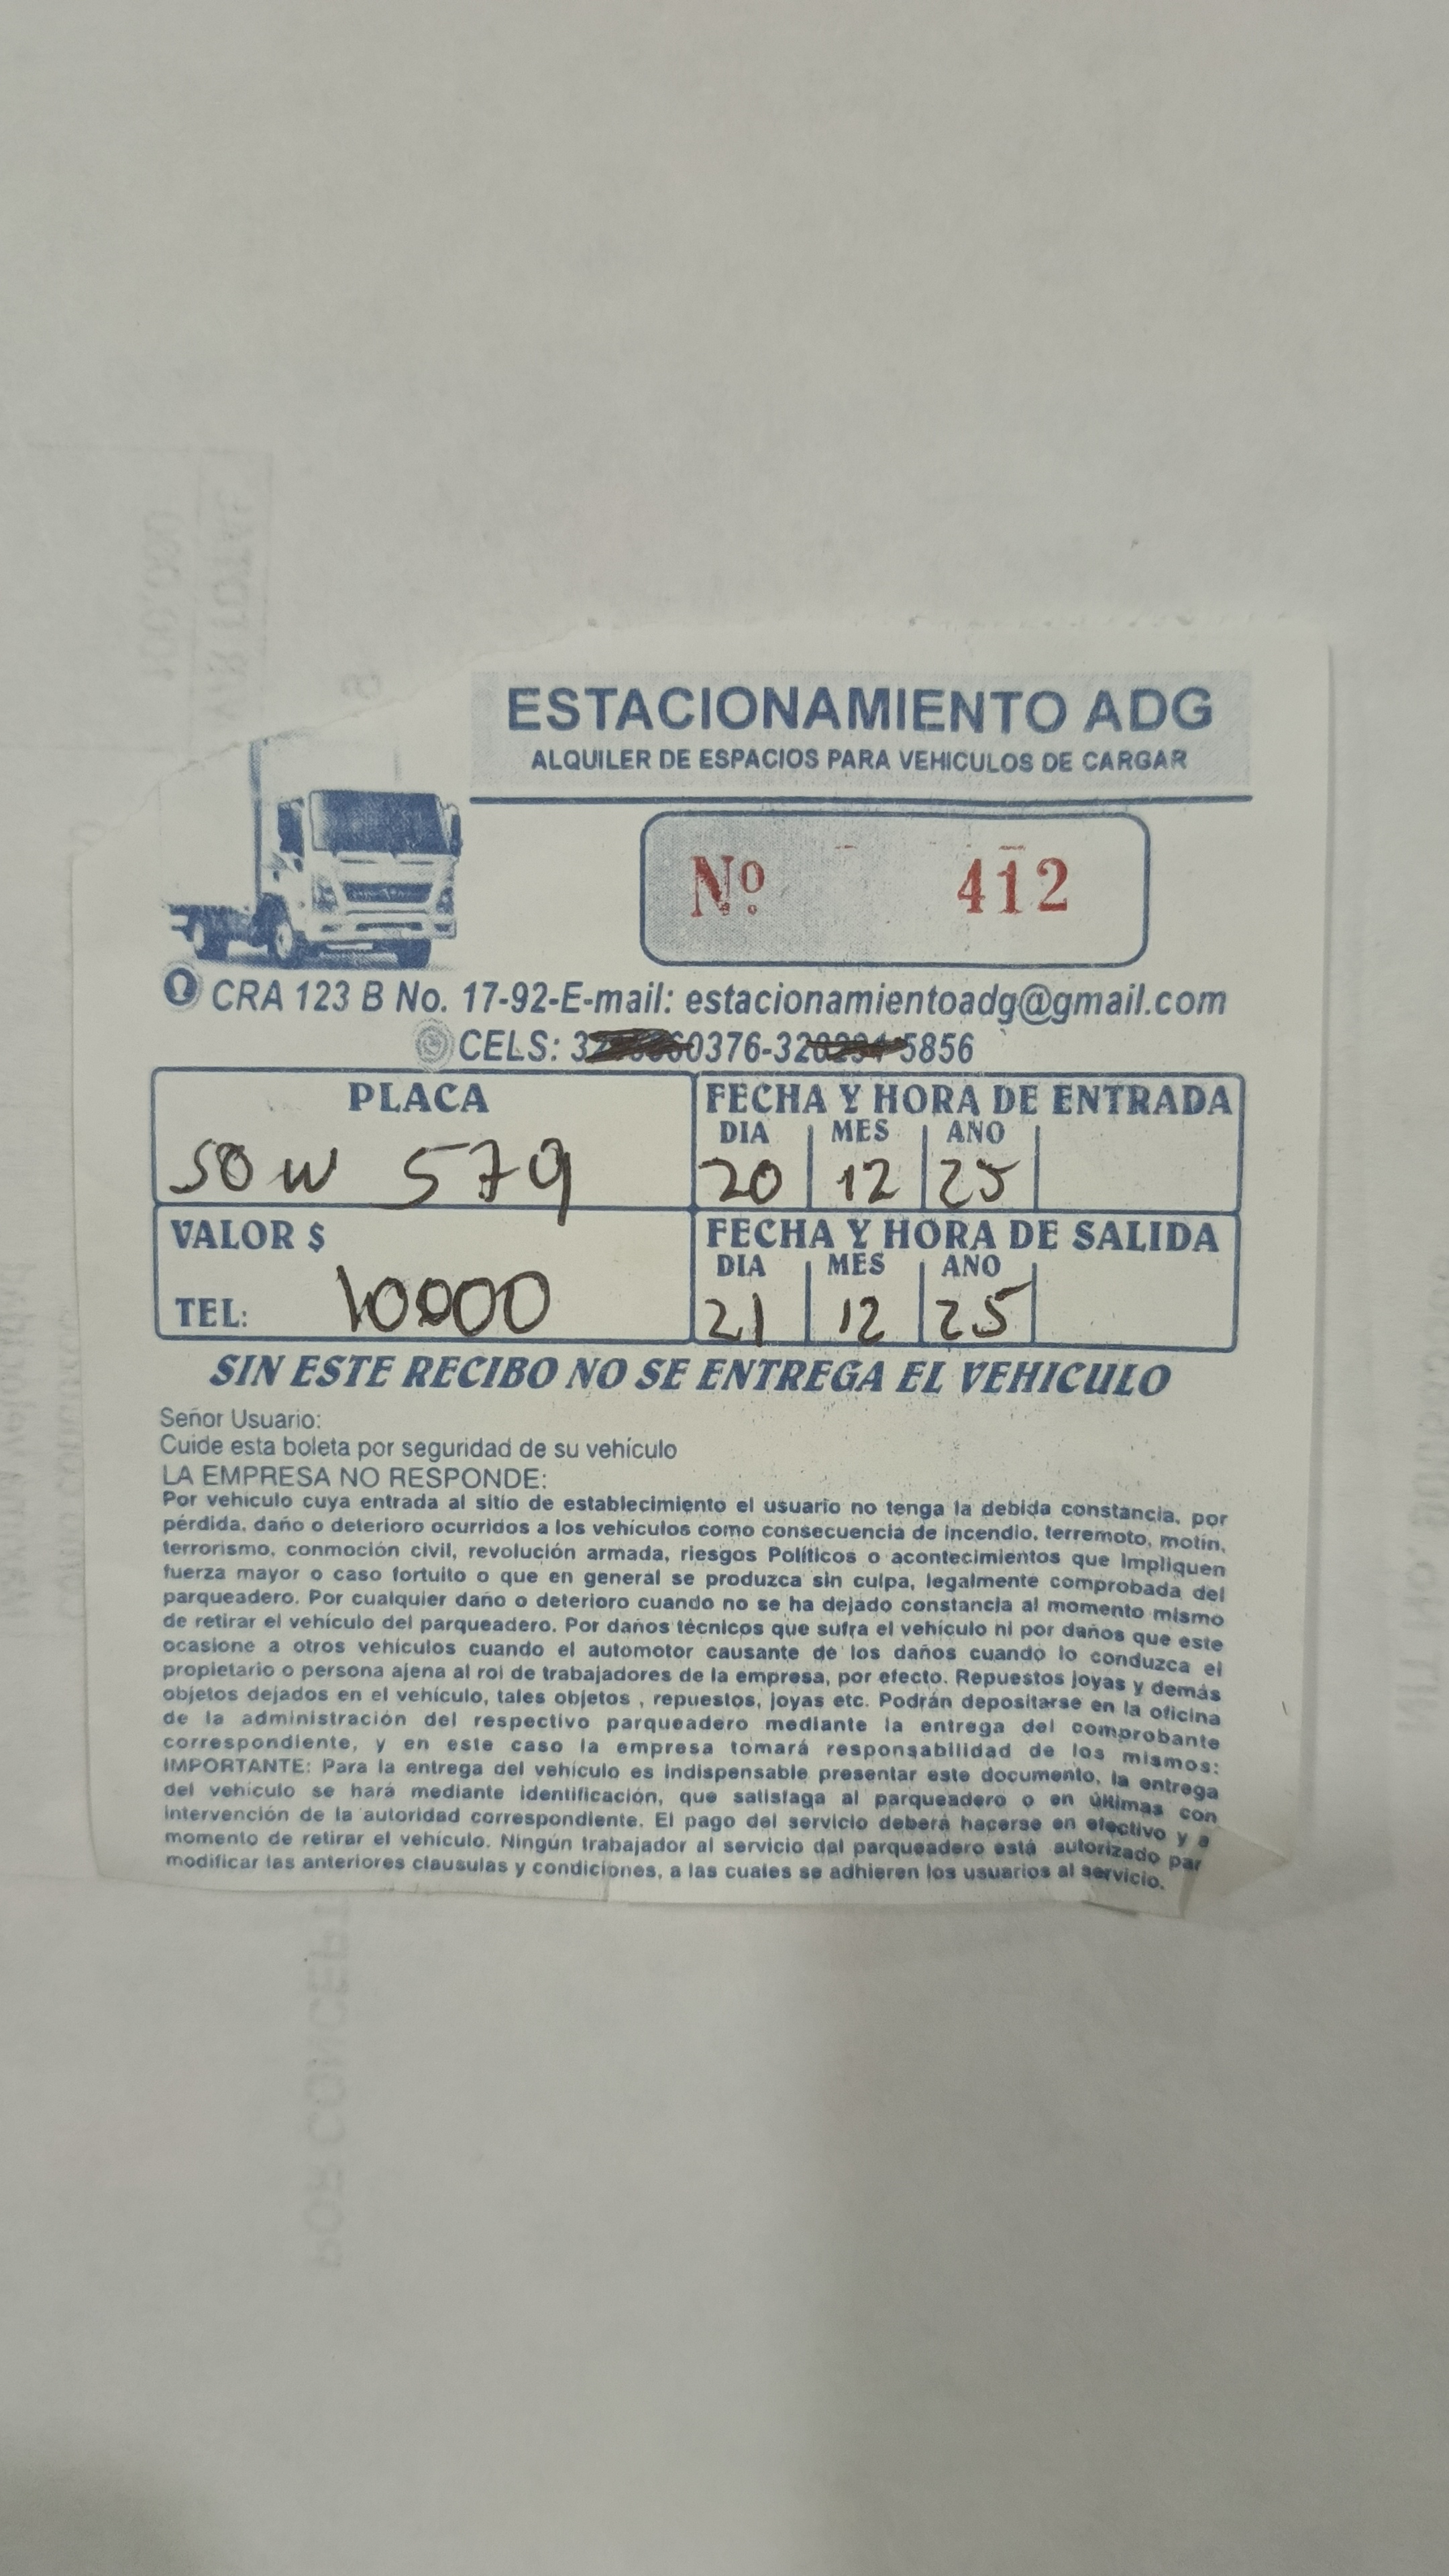 ESTACIONAMIENTO ADG
ALQUILER DE ESPACIOS PARA VEHICULOS DE CARGAR
Nº 412
CRA 123 B No. 17-92-E-mail: estacionamientoadg@gmail.com
CELS: 0376- 5856
PLACA
SOW 579
FECHA Y HORA DE ENTRADA
DIA MES AÑO
20 12 25
VALOR $
TEL: 10000
FECHA Y HORA DE SALIDA
DIA MES AÑO
21 12 25
SIN ESTE RECIBO NO SE ENTREGA EL VEHICULO
Señor Usuario:
Cuide esta boleta por seguridad de su vehículo
LA EMPRESA NO RESPONDE:
Por vehiculo cuya entrada al sitio de establecimiento el usuario no tenga la debida constancia, por
pérdida, daño o deterioro ocurridos a los vehículos como consecuencia de incendio, terremoto, motín,
terrorismo, conmoción civil, revolución armada, riesgos Políticos o acontecimientos que impliquen
fuerza mayor o caso fortuito o que en general se produzca sin culpa, legalmente comprobada del
parqueadero. Por cualquier daño o deterioro cuando no se ha dejado constancia al momento mismo
de retirar el vehículo del parqueadero. Por daños técnicos que sufra el vehículo ni por daños que este
ocasione a otros vehículos cuando el automotor causante de los daños cuando lo conduzca el
propietario o persona ajena al rol de trabajadores de la empresa, por efecto. Repuestos joyas y demás
objetos dejados en el vehículo, tales objetos , repuestos, joyas etc. Podrán depositarse en la oficina
de la administración del respectivo parqueadero mediante la entrega del comprobante
correspondiente, y en este caso la empresa tomará responsabilidad de los mismos:
IMPORTANTE: Para la entrega del vehículo es indispensable presentar este documento, la entrega
del vehículo se hará mediante identificación, que satisfaga al parqueadero o en últimas con
intervención de la autoridad correspondiente. El pago del servicio deberá hacerse en efectivo y a
momento de retirar el vehículo. Ningún trabajador al servicio del parqueadero está autorizado par
modificar las anteriores clausulas y condiciones, a las cuales se adhieren los usuarios al servicio.